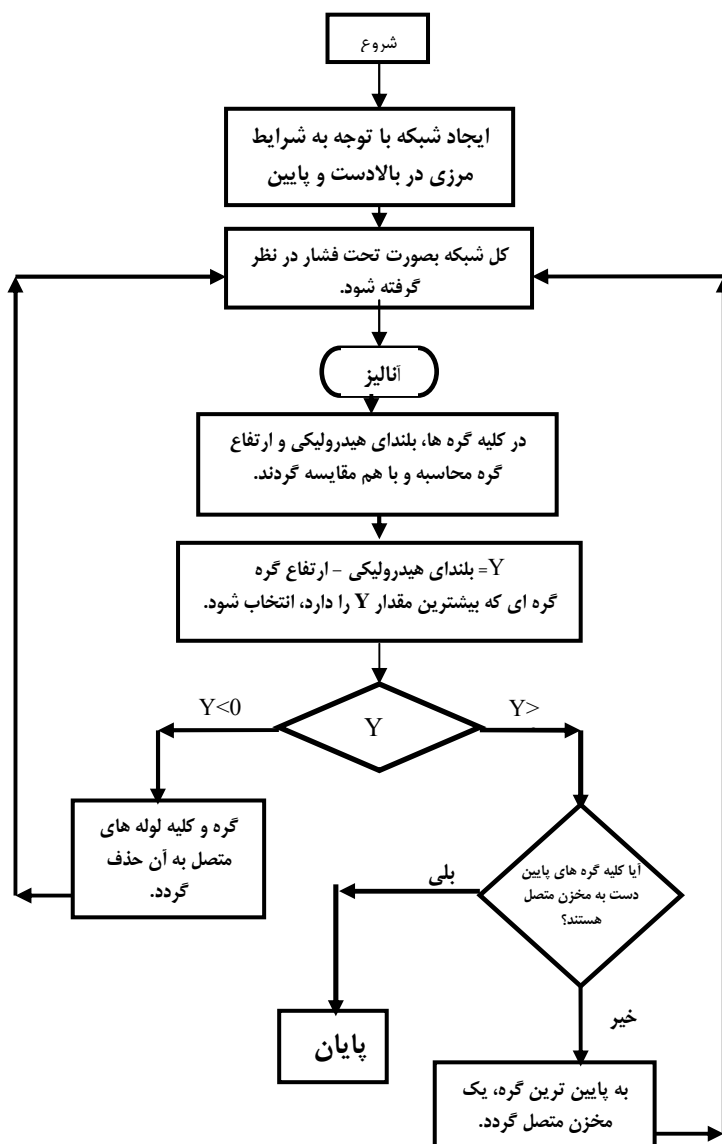 شروع
ایجاد شبکه با توجه به شرایط
مرزی در بالادست و پایین
کل شبکه بصورت تحت فشار در نظر
گرفته شود.
آنالیز
در کلیه گره ها، بلندای هیدرولیکی و ارتفاع
گره محاسبه و با هم مقایسه گردند.
Y= بلندای هیدرولیکی – ارتفاع گره
گره ای که بیشترین مقدار Y را دارد، انتخاب شود.
Y>
Y
Y<0
گره و کلیه لوله های
متصل به آن حذف
گردد.
آیا کلیه گره های پایین
دست به مخزن متصل
هستند؟
بلی
خیر
پایان
به پایین ترین گره، یک
مخزن متصل گردد.